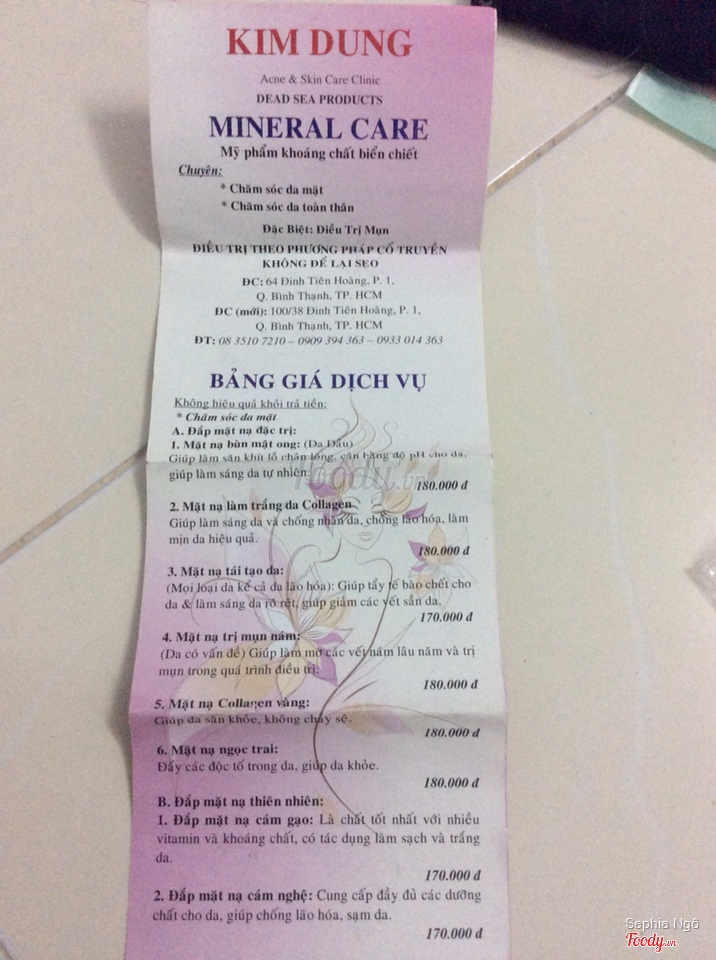 KIM DUNG
Acne & Skin Care Clinic
DEAD SEA PRODUCTS
MINERAL CARE
Mỹ phẩm khoáng chất biển chiết
Chuyên:
* Chăm sóc da mặt
* Chăm sóc da toàn thân
Đặc Biệt: Điều Trị Mụn
ĐIỀU TRỊ THEO PHƯƠNG PHÁP CỔ TRUYỀN
KHÔNG ĐỂ LẠI SẸO
ĐC: 64 Đinh Tiên Hoàng, P. 1,
Q. Bình Thạnh, TP. HCM
ĐC (mới): 100/38 Đinh Tiên Hoàng, P. 1,
Q. Bình Thạnh, TP. HCM
ĐT: 08 3510 7210 – 0909 394 363 – 0933 014 363
BẢNG GIÁ DỊCH VỤ
Không hiệu quả khỏi trả tiền:
* Chăm sóc da mặt
A. Đắp mặt nạ đặc trị:
1. Mặt nạ bùn mật ong: (Da Dầu)
Giúp làm săn khít lỗ chân lông, cân bằng độ pH cho da,
giúp làm sáng da tự nhiên.
180.000 đ
2. Mặt nạ làm trắng da Collagen
Giúp làm sáng da và chống nhăn da, chống lão hóa, làm
mịn da hiệu quả.
180.000 đ
3. Mặt nạ tái tạo da:
(Mọi loại da kể cả da lão hóa): Giúp tẩy tế bào chết cho
da & làm sáng da rõ rệt, giúp giảm các vết sần da.
170.000 đ
4. Mặt nạ trị mụn nám:
(Da có vấn đề) Giúp làm mờ các vết nám lâu năm và trị
mụn trong quá trình điều trị.
180.000 đ
5. Mặt nạ Collagen vàng:
Giúp da săn khỏe, không chảy sệ.
180.000 đ
6. Mặt nạ ngọc trai:
Đẩy các độc tố trong da, giúp da khỏe.
180.000 đ
B. Đắp mặt nạ thiên nhiên:
1. Đắp mặt nạ cám gạo: Là chất tốt nhất với nhiều
vitamin và khoáng chất, có tác dụng làm sạch và trắng
da.
170.000 đ
2. Đắp mặt nạ cám nghệ: Cung cấp đầy đủ các dưỡng
chất cho da, giúp chống lão hóa, sạm da.
170.000 đ
foody.vn
Saphia Ngô
Foody.vn